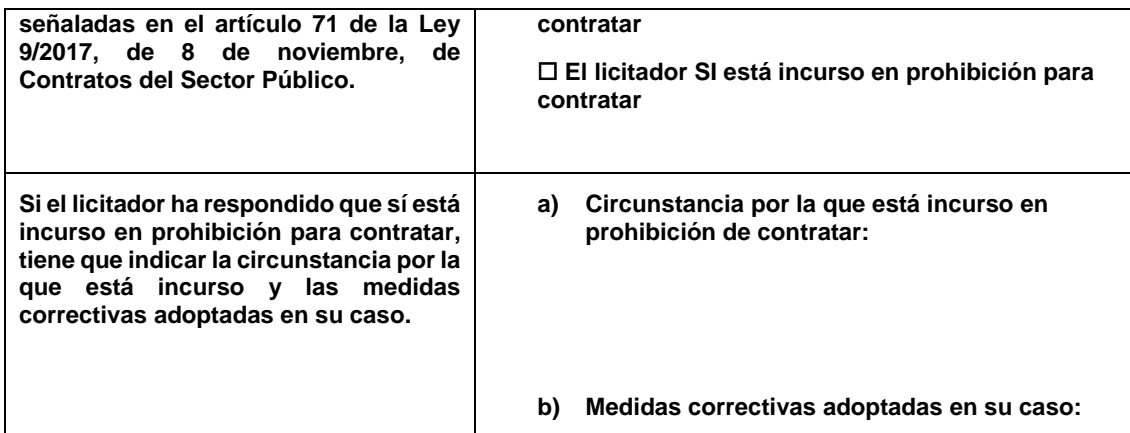 señaladas en el artículo 71 de la Ley
9/2017, de 8 de noviembre, de
Contratos del Sector Público.
contratar
☐ El licitador SI está incurso en prohibición para
contratar
Si el licitador ha respondido que sí está
incurso en prohibición para contratar,
tiene que indicar la circunstancia por la
que está incurso y las medidas
correctivas adoptadas en su caso.
a) Circunstancia por la que está incurso en
prohibición de contratar:
b) Medidas correctivas adoptadas en su caso: